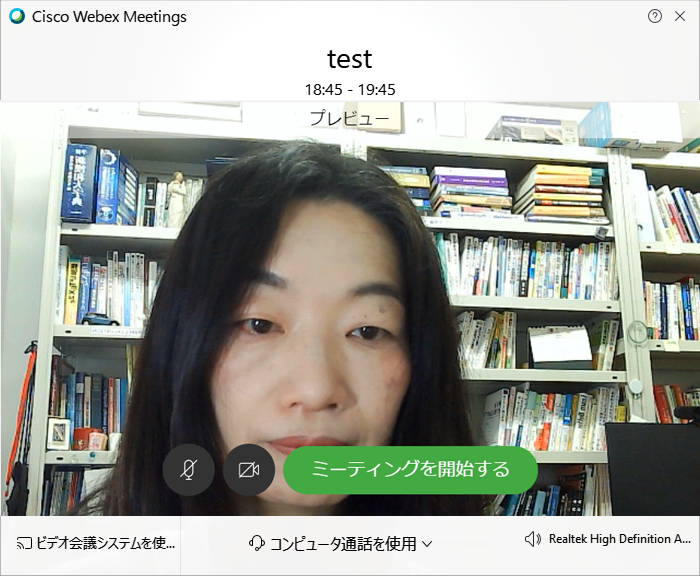 Cisco Webex Meetings
test
18:45 - 19:45
プレビュー
ミーティングを開始する
ビデオ会議システムを使...
コンピュータ通話を使用
Realtek High Definition A...